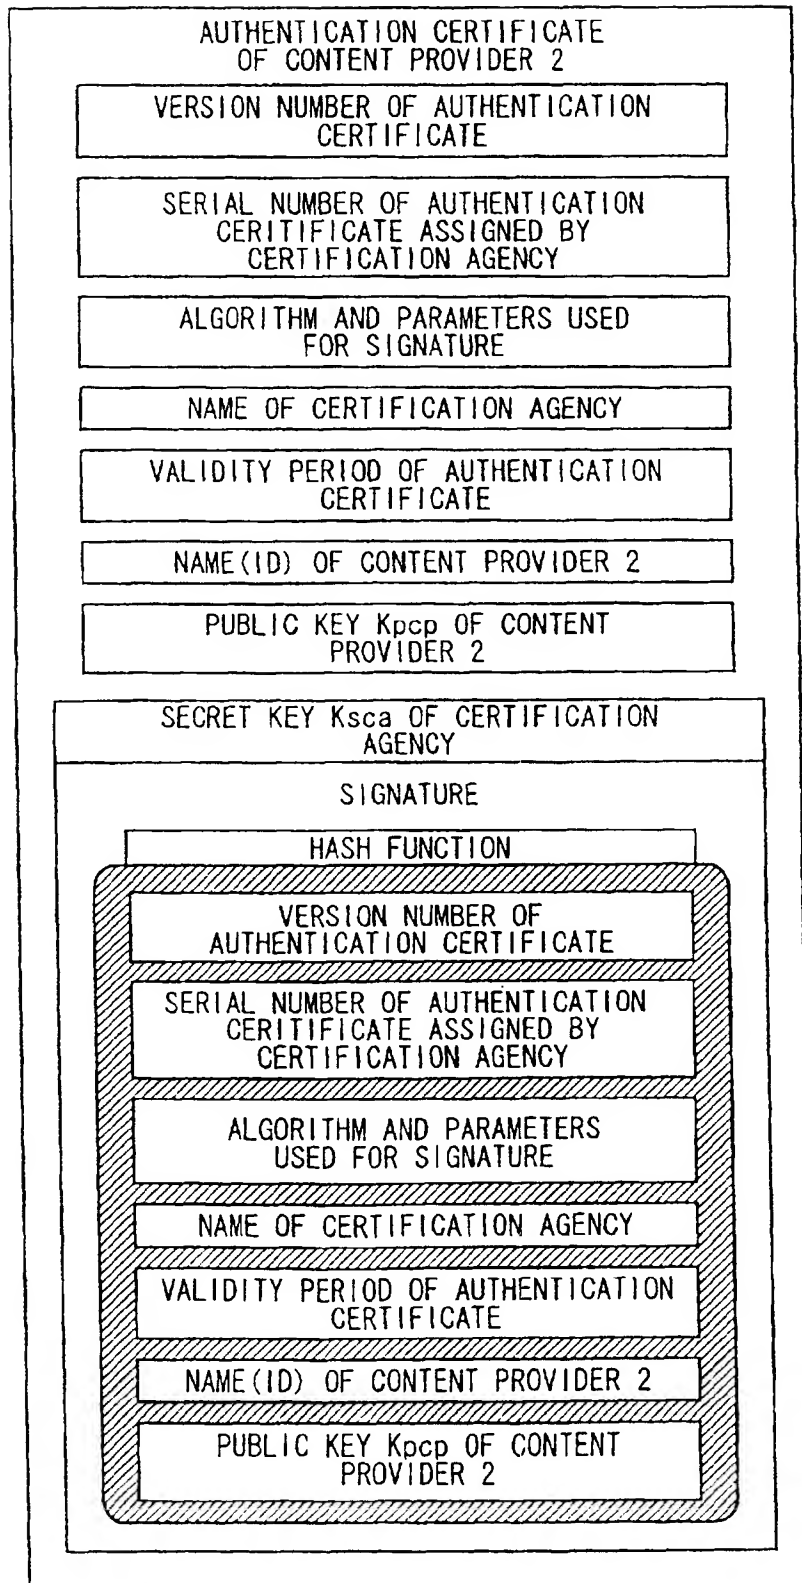 AUTHENTICATION CERTIFICATE
OF CONTENT PROVIDER 2
VERSION NUMBER OF AUTHENTICATION
CERTIFICATE
SERIAL NUMBER OF AUTHENTICATION
CERITIFICATE ASSIGNED BY
CERTIFICATION AGENCY
ALGORITHM AND PARAMETERS USED
FOR SIGNATURE
NAME OF CERTIFICATION AGENCY
VALIDITY PERIOD OF AUTHENTICATION
CERTIFICATE
NAME(ID) OF CONTENT PROVIDER 2
PUBLIC KEY Kpcp OF CONTENT
PROVIDER 2
SECRET KEY Ksca OF CERTIFICATION
AGENCY
SIGNATURE
HASH FUNCTION
VERSION NUMBER OF
AUTHENTICATION CERTIFICATE
SERIAL NUMBER OF AUTHENTICATION
CERITIFICATE ASSIGNED BY
CERTIFICATION AGENCY
ALGORITHM AND PARAMETERS
USED FOR SIGNATURE
NAME OF CERTIFICATION AGENCY
VALIDITY PERIOD OF AUTHENTICATION
CERTIFICATE
NAME(ID) OF CONTENT PROVIDER 2
PUBLIC KEY Kpcp OF CONTENT
PROVIDER 2